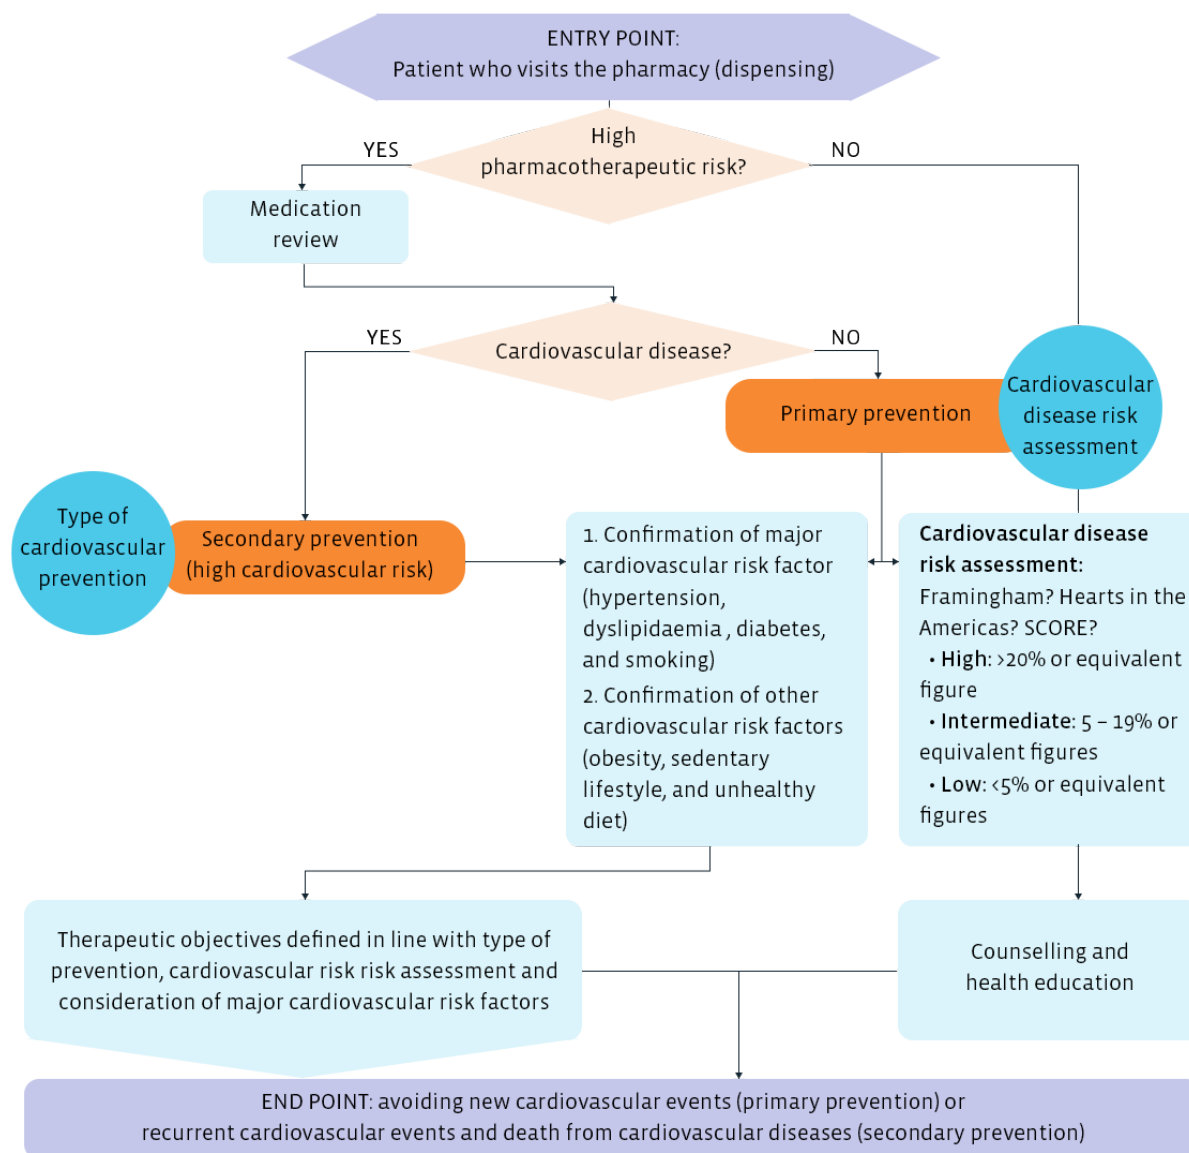 ENTRY POINT:
Patient who visits the pharmacy (dispensing)
High
pharmacotherapeutic risk?
YES
NO
Medication
review
Cardiovascular disease?
YES
NO
Primary prevention
Cardiovascular
disease risk
assessment
Type of
cardiovascular
prevention
Secondary prevention
(high cardiovascular risk)
1. Confirmation of major
cardiovascular risk factor
(hypertension,
dyslipidaemia , diabetes,
and smoking)
2. Confirmation of other
cardiovascular risk factors
(obesity, sedentary
lifestyle, and unhealthy
diet)
Cardiovascular disease
risk assessment:
Framingham? Hearts in the
Americas? SCORE?
• High: >20% or equivalent
figure
• Intermediate: 5 – 19% or
equivalent figures
• Low: <5% or equivalent
figures
Therapeutic objectives defined in line with type of
prevention, cardiovascular risk risk assessment and
consideration of major cardiovascular risk factors
Counselling and
health education
END POINT: avoiding new cardiovascular events (primary prevention) or
recurrent cardiovascular events and death from cardiovascular diseases (secondary prevention)